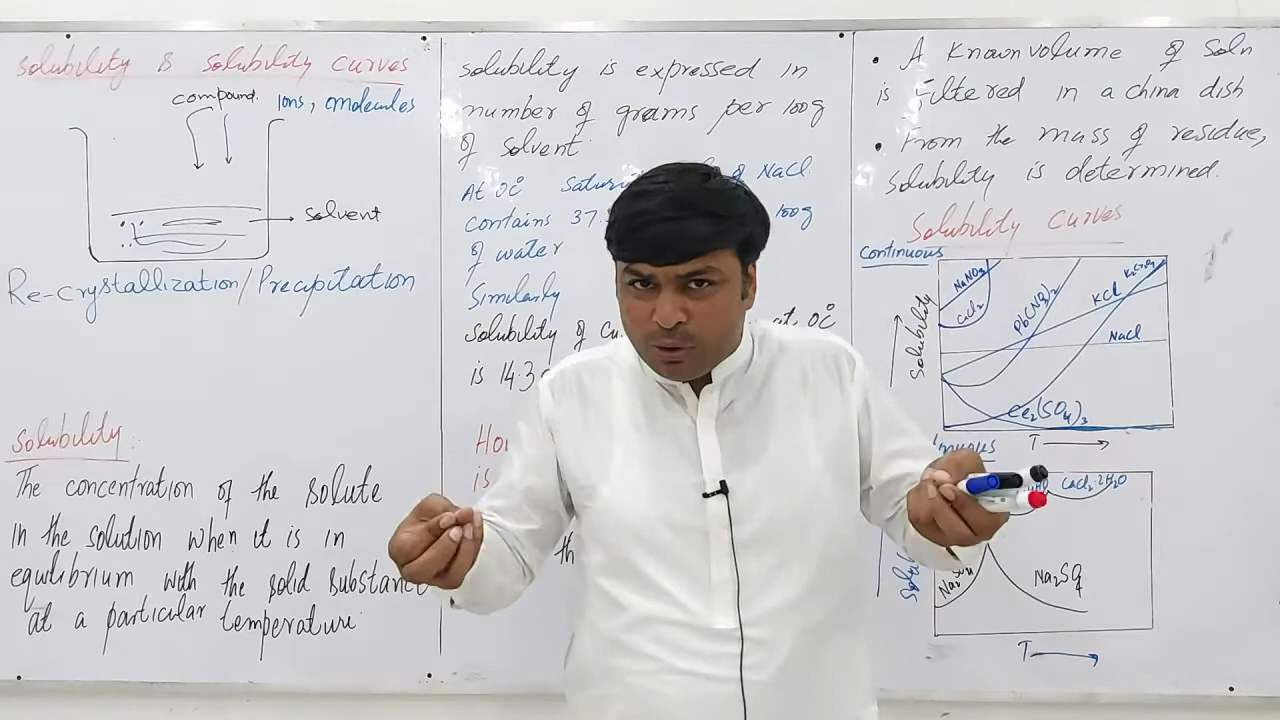 Solubility & Solubility curves
compound. Ions, molecules
solvent
Re-crystallization/Precipitation
Solubility:
The concentration of the solute
in the solution when it is in
equilibrium with the solid substance
at a particular temperature
Solubility is expressed in
number of grams per 100g
of solvent
At 0°C of NaCl
contains 100g
of water
Similarly
solubility of at 0°C
is
is
• A Known volume of Soln
is Filtered in a china dish
• From the mass of residue,
solubility is determined.
Solubility Curves
Continuous
NaNO3
CaCl2
Pb(NO3)2
KCl
K2Cr2O7
NaCl
Ce2(SO4)3
Solubility
T
CaCl2.2H2O
Na2SO4
T